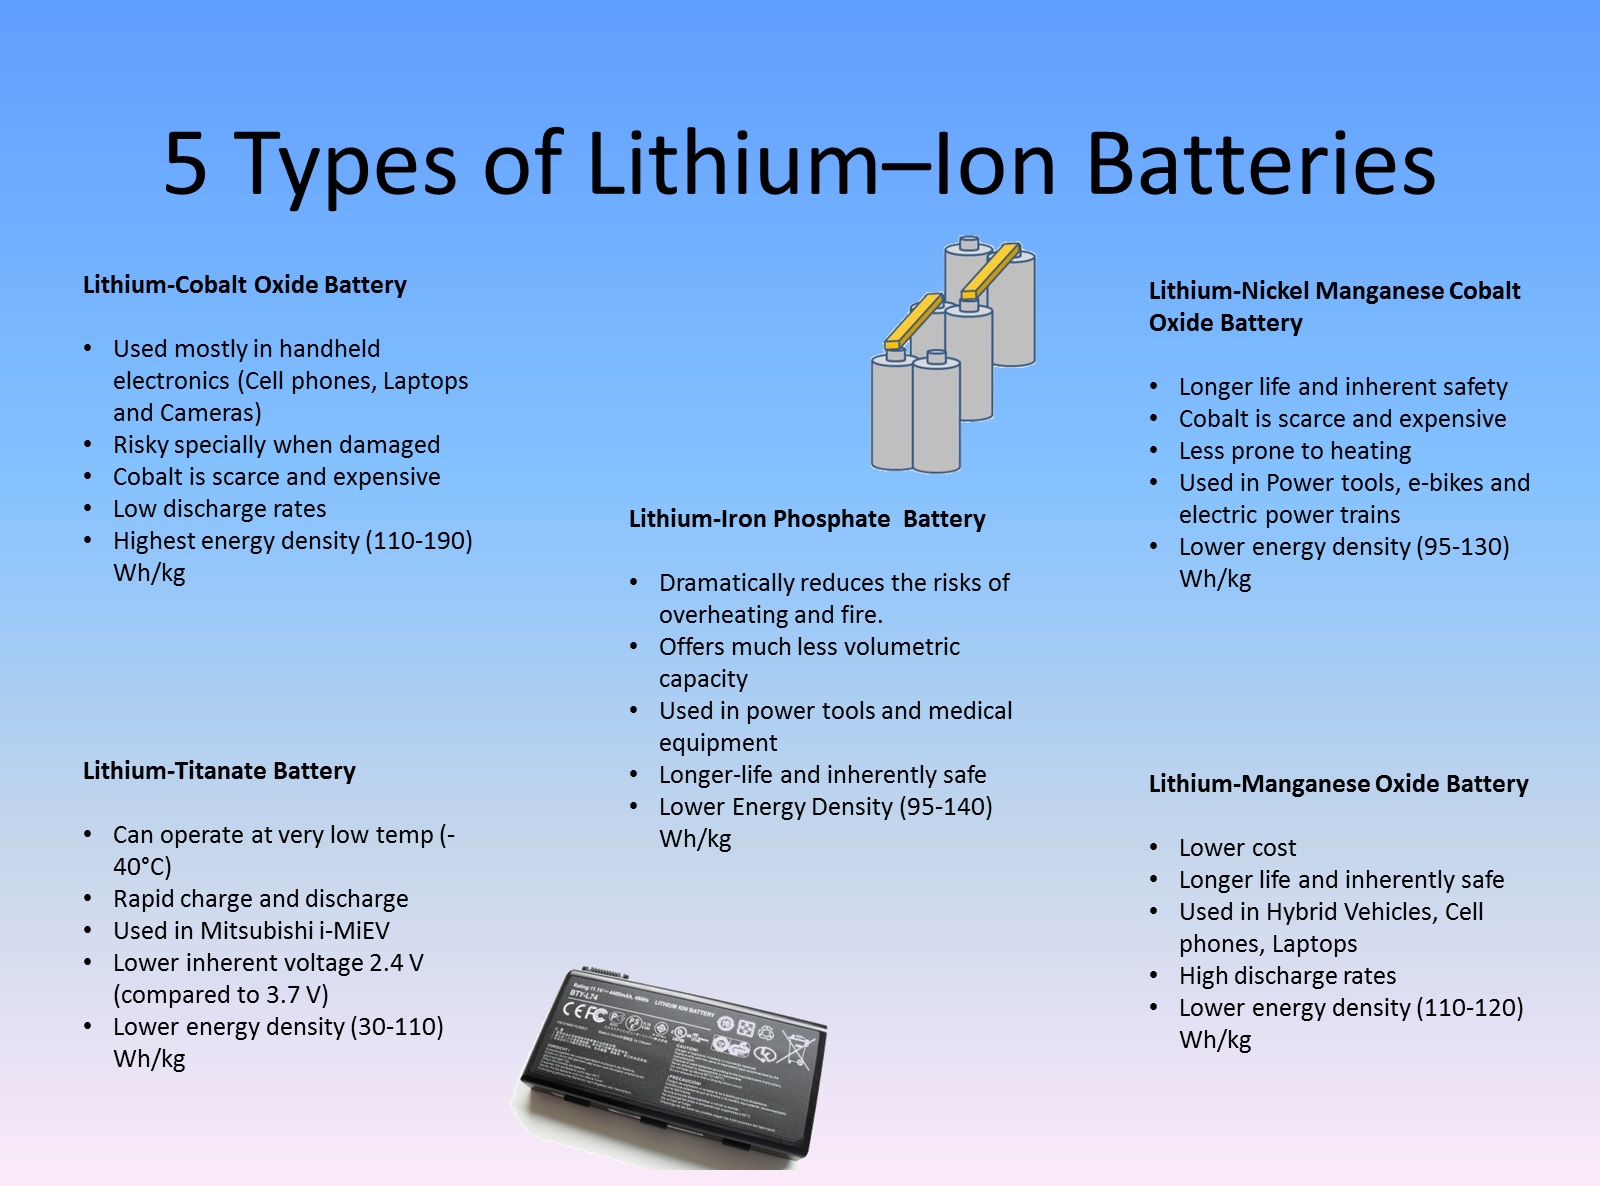 5 Types of Lithium–Ion Batteries
Lithium-Cobalt Oxide Battery
• Used mostly in handheld
electronics (Cell phones, Laptops
and Cameras)
• Risky specially when damaged
• Cobalt is scarce and expensive
• Low discharge rates
• Highest energy density (110-190)
Wh/kg
Lithium-Titanate Battery
• Can operate at very low temp (-
40°C)
• Rapid charge and discharge
• Used in Mitsubishi i-MiEV
• Lower inherent voltage 2.4 V
(compared to 3.7 V)
• Lower energy density (30-110)
Wh/kg
Lithium-Iron Phosphate  Battery
• Dramatically reduces the risks of
overheating and fire.
• Offers much less volumetric
capacity
• Used in power tools and medical
equipment
• Longer-life and inherently safe
• Lower Energy Density (95-140)
Wh/kg
Lithium-Nickel Manganese Cobalt
Oxide Battery
• Longer life and inherent safety
• Cobalt is scarce and expensive
• Less prone to heating
• Used in Power tools, e-bikes and
electric power trains
• Lower energy density (95-130)
Wh/kg
Lithium-Manganese Oxide Battery
• Lower cost
• Longer life and inherently safe
• Used in Hybrid Vehicles, Cell
phones, Laptops
• High discharge rates
• Lower energy density (110-120)
Wh/kg
Rating: 11.1V 4400mAh, 49Wh LITHIUM ION BATTERY
BTY-L74